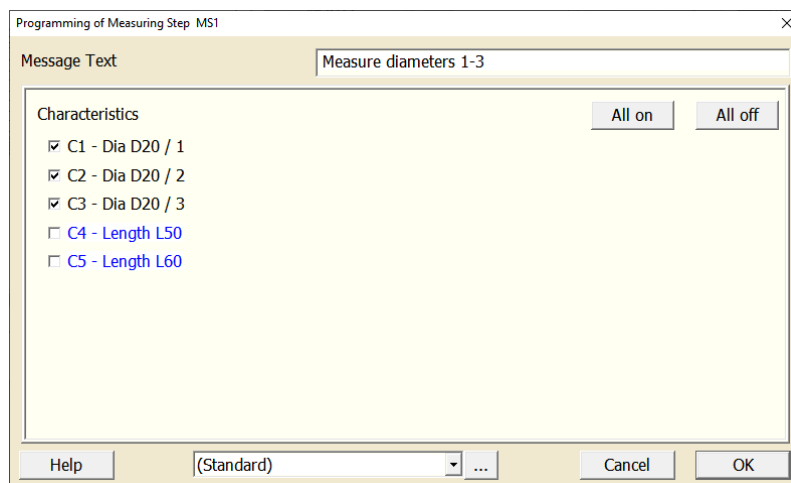 Programming of Measuring Step MS1
Message Text
Measure diameters 1-3
Characteristics
All on
All off
C1 - Dia D20 / 1
C2 - Dia D20 / 2
C3 - Dia D20 / 3
C4 - Length L50
C5 - Length L60
Help
(Standard)
...
Cancel
OK